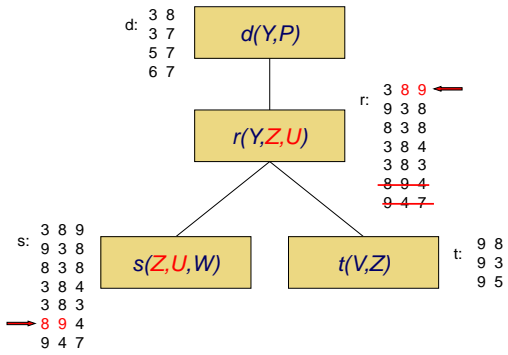 d:
3 8
3 7
5 7
6 7
d(Y,P)
r:
3 8 9
9 3 8
8 3 8
3 8 4
3 8 3
8 9 4
9 4 7
r(Y,Z,U)
s:
3 8 9
9 3 8
8 3 8
3 8 4
3 8 3
8 9 4
9 4 7
s(Z,U,W)
t(V,Z)
t:
9 8
9 3
9 5